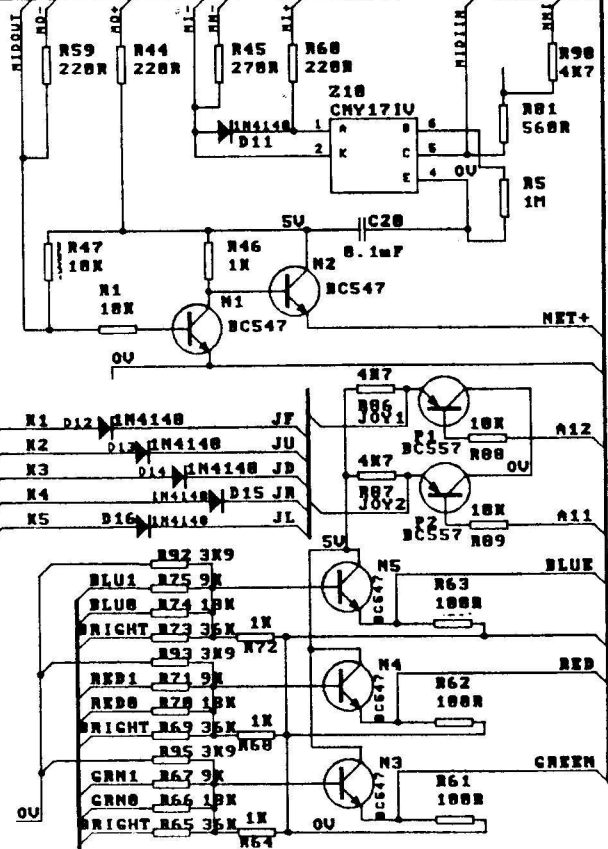 MIDOUT MO- MO+ MI- MM- MI+ MIDIIN MMI
R59 220R
R44 220R
R45 270R
R60 220R
R90 4K7
Z10
CNY17IV
1N4148
D11
1 A B 6
2 K C 5
E 4
0V
R81 560R
R5 1M
5V
C20
0.1mF
R47 10K
R46 1K
N2
BC547
R1 10K
N1
BC547
NET+
0V
4K7
R86
JOY1
P1
BC557
10K
R88
A12
0V
K1 D12 1N4148 JF
K2 D13 1N4148 JU
K3 D14 1N4148 JD
K4 1N4148 D15 JR
K5 D16 1N4148 JL
4K7
R87
JOY2
P2
BC557
10K
R89
A11
5V
R92 3K9
BLU1 R75 9K
BLU0 R74 18K
BRIGHT R73 36K 1K
R72
N5
BC547
BLUE
R63
100R
R93 3K9
RED1 R71 9K
RED0 R70 18K
BRIGHT R69 36K 1K
R68
N4
BC547
RED
R62
100R
R95 3K9
GRN1 R67 9K
GRN0 R66 18K
BRIGHT R65 36K 1K
R64
N3
BC547
GREEN
R61
100R
0V
0V